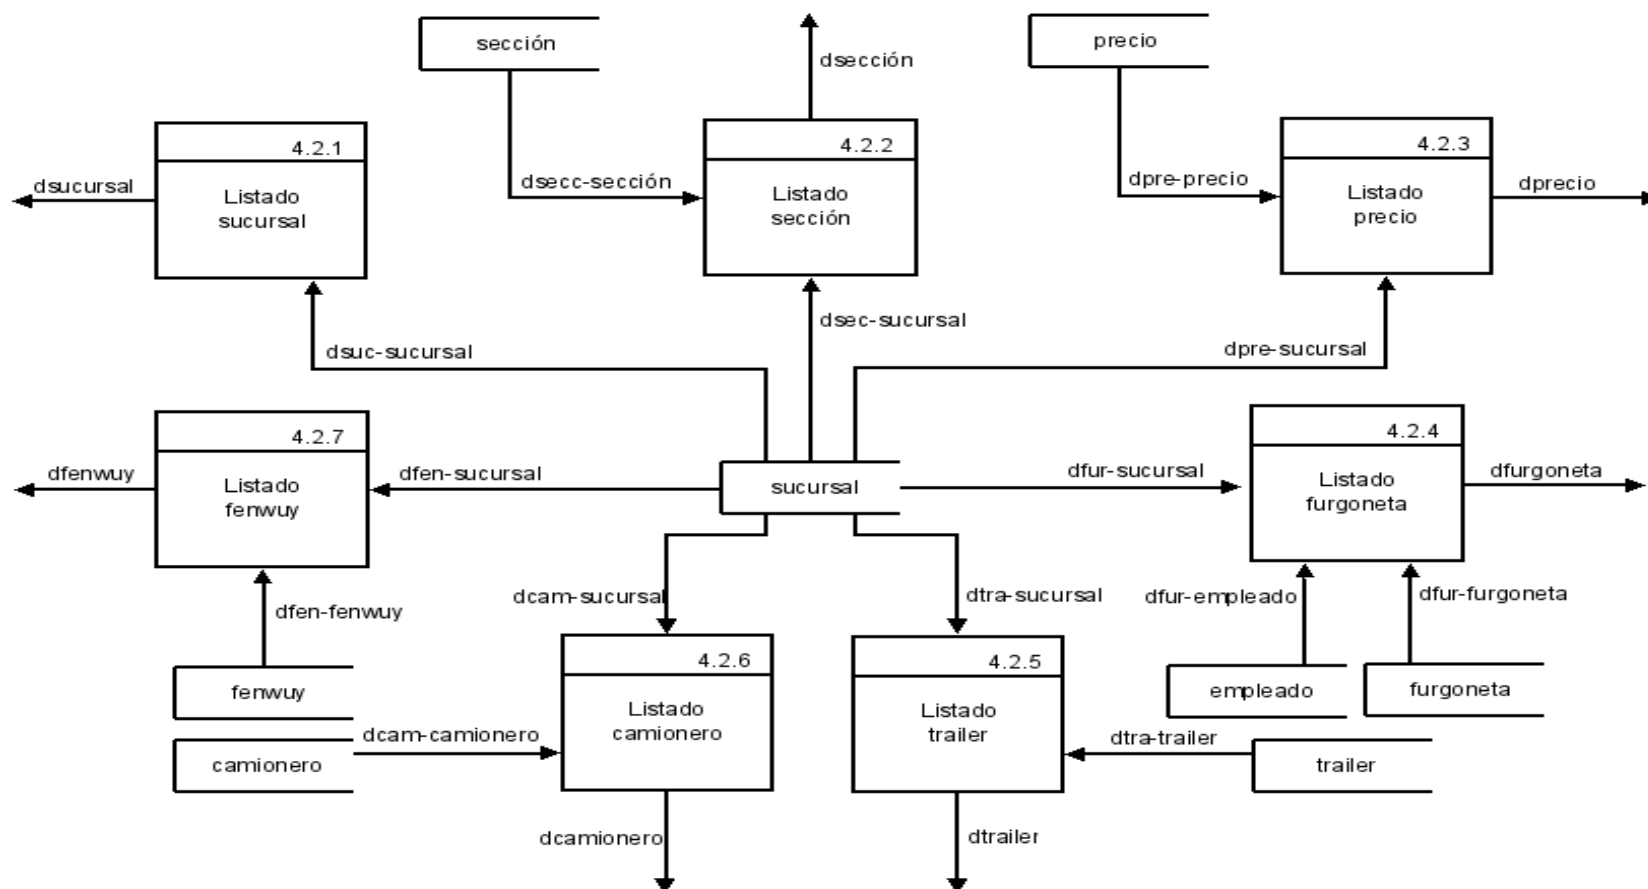 sección
precio
dsección
4.2.1
4.2.2
4.2.3
dsucursal
Listado
sucursal
dsecc-sección
Listado
sección
dpre-precio
Listado
precio
dprecio
dsuc-sucursal
dsec-sucursal
dpre-sucursal
4.2.7
4.2.4
dfenwuy
Listado
fenwuy
dfen-sucursal
sucursal
dfur-sucursal
Listado
furgoneta
dfurgoneta
dfen-fenwuy
dcam-sucursal
dtra-sucursal
dfur-empleado
dfur-furgoneta
4.2.6
4.2.5
fenwuy
empleado
furgoneta
Listado
camionero
Listado
trailer
dcam-camionero
dtra-trailer
camionero
trailer
dcamionero
dtrailer